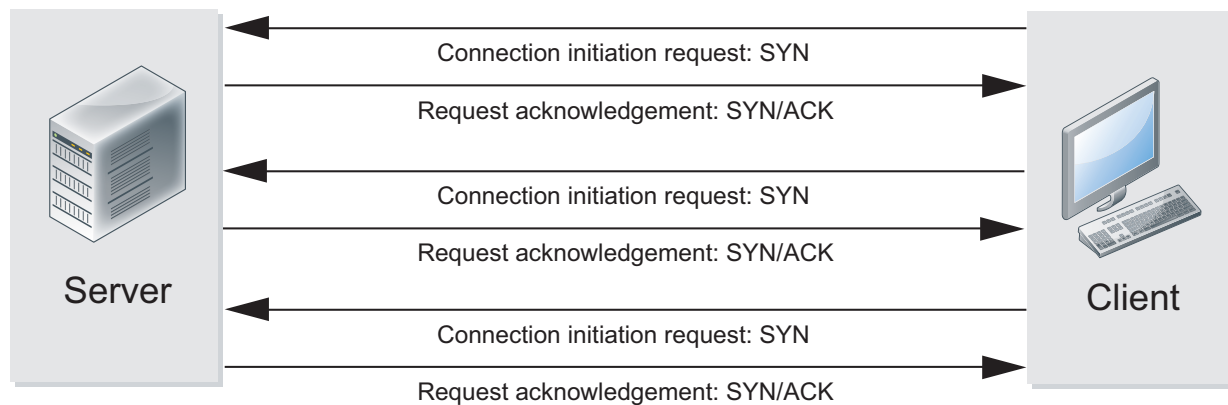 Connection initiation request: SYN
Request acknowledgement: SYN/ACK
Connection initiation request: SYN
Request acknowledgement: SYN/ACK
Server
Client
Connection initiation request: SYN
Request acknowledgement: SYN/ACK